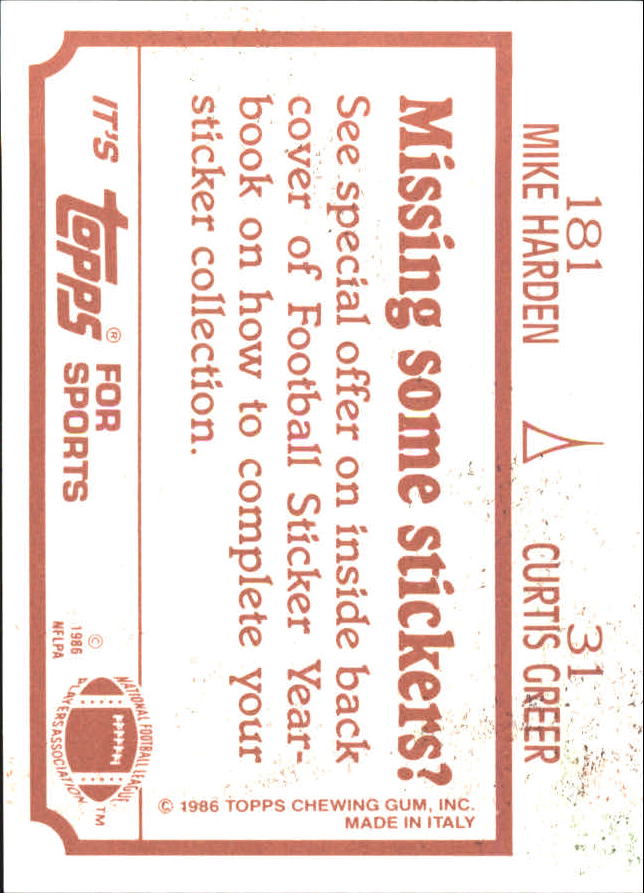 181
31
MIKE HARDEN
CURTIS GREER
Missing some stickers?
See special offer on inside back
cover of Football Sticker Year-
book on how to complete your
sticker collection.
© 1986 TOPPS CHEWING GUM, INC.
MADE IN ITALY
IT'S topps® FOR
SPORTS
©
1986
NFLPA
NATIONAL FOOTBALL LEAGUE
PLAYERS ASSOCIATION
TM